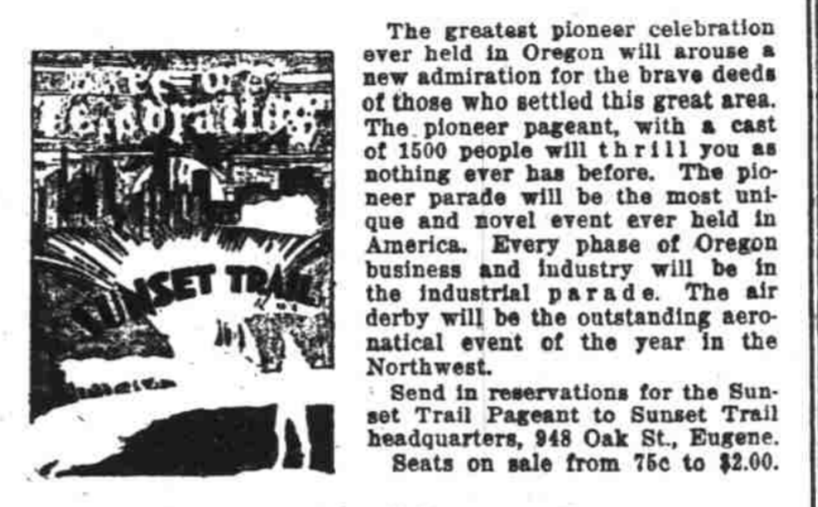 SUNSET TRAIL
The greatest pioneer celebration
ever held in Oregon will arouse a
new admiration for the brave deeds
of those who settled this great area.
The pioneer pageant, with a cast
of 1500 people will thrill you as
nothing ever has before. The pio-
neer parade will be the most uni-
que and novel event ever held in
America. Every phase of Oregon
business and industry will be in
the industrial parade. The air
derby will be the outstanding aero-
natical event of the year in the
Northwest.
Send in reservations for the Sun-
set Trail Pageant to Sunset Trail
headquarters, 948 Oak St., Eugene.
Seats on sale from 75c to $2.00.